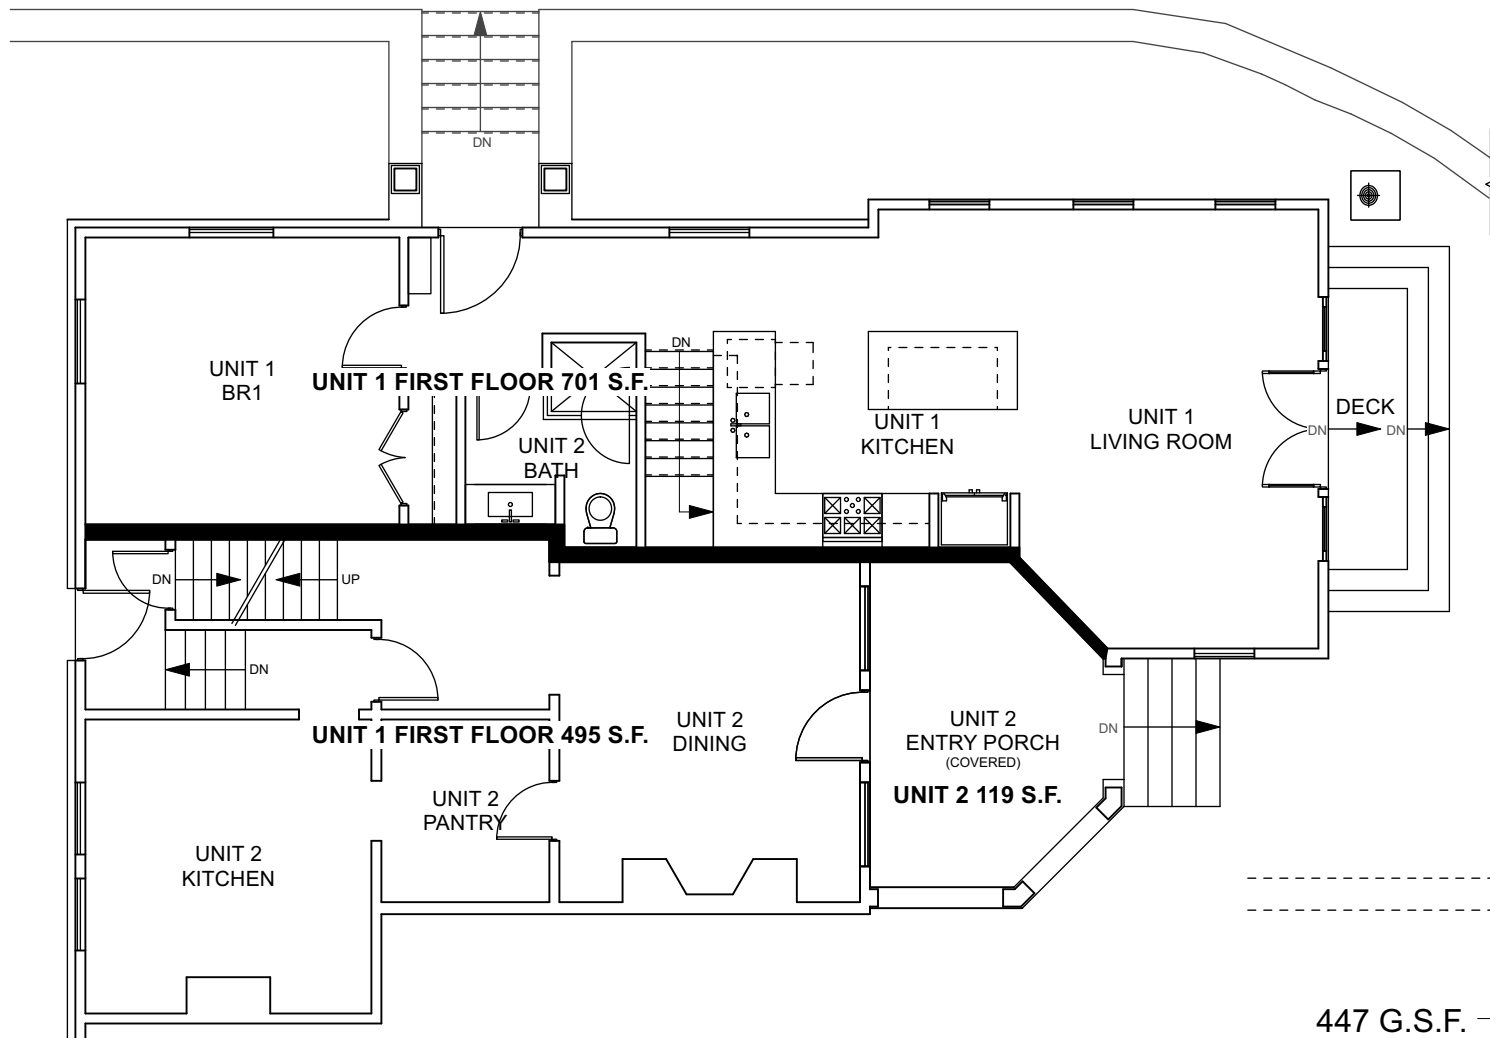 DN
UNIT 1
BR1
UNIT 1 FIRST FLOOR 701 S.F.
DN
UNIT 2
BATH
UNIT 1
KITCHEN
UNIT 1
LIVING ROOM
DECK
DN
DN
DN
UP
DN
UNIT 1 FIRST FLOOR 495 S.F.
UNIT 2
DINING
UNIT 2
ENTRY PORCH
(COVERED)
UNIT 2 119 S.F.
DN
UNIT 2
PANTRY
UNIT 2
KITCHEN
447 G.S.F.